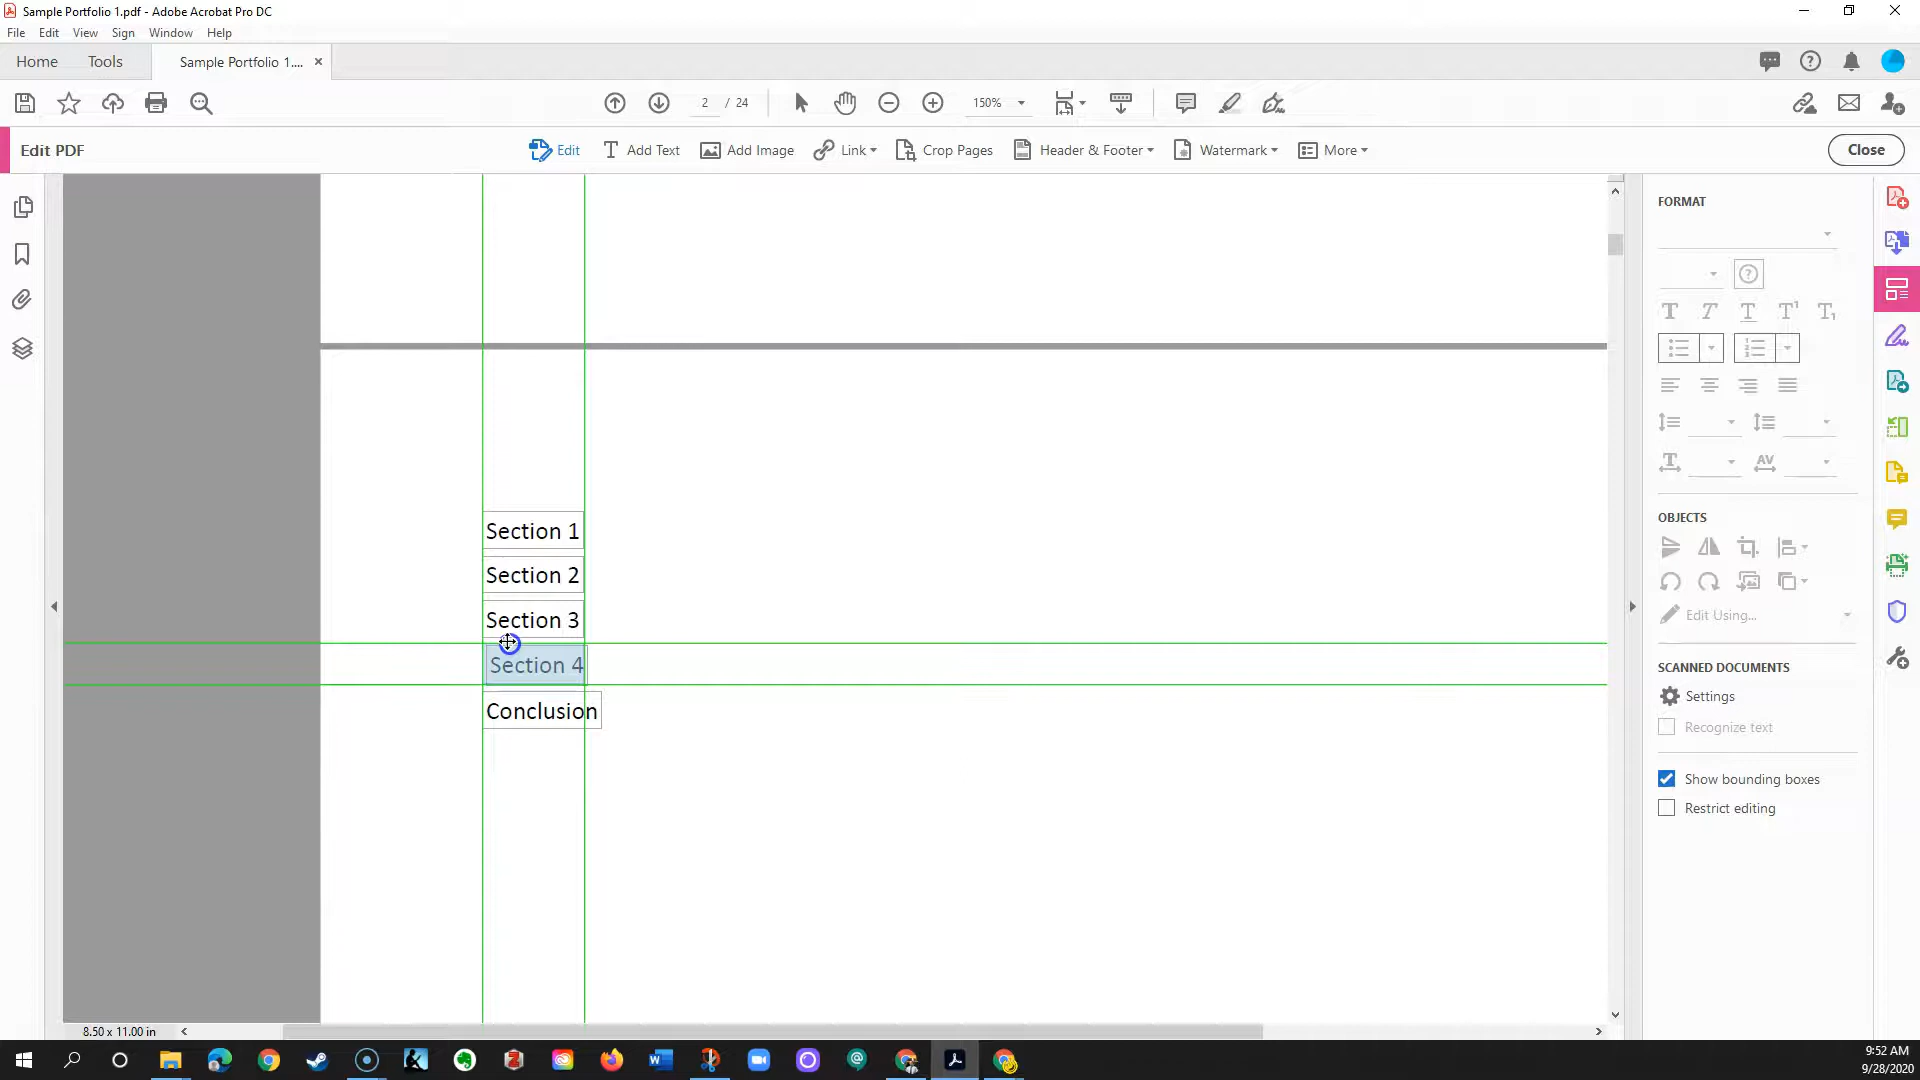 Sample Portfolio 1.pdf - Adobe Acrobat Pro DC
File Edit View Sign Window Help
Home Tools Sample Portfolio 1....
2 / 24 150%
Edit PDF Edit Add Text Add Image Link Crop Pages Header & Footer Watermark More Close
FORMAT
Section 1
Section 2
Section 3
Section 4
Conclusion
OBJECTS
Edit Using...
SCANNED DOCUMENTS
Settings
Recognize text
Show bounding boxes
Restrict editing
8.50 x 11.00 in
9:52 AM
9/28/2020